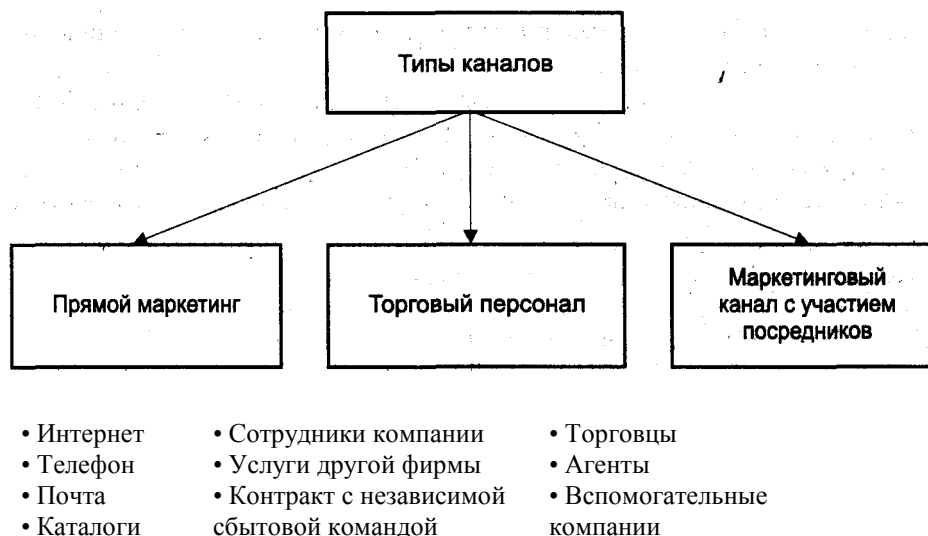 Типы каналов
Прямой маркетинг
Торговый персонал
Маркетинговый
канал с участием
посредников
• Интернет
• Телефон
• Почта
• Каталоги
• Сотрудники компании
• Услуги другой фирмы
• Контракт с независимой
сбытовой командой
• Торговцы
• Агенты
• Вспомогательные
компании